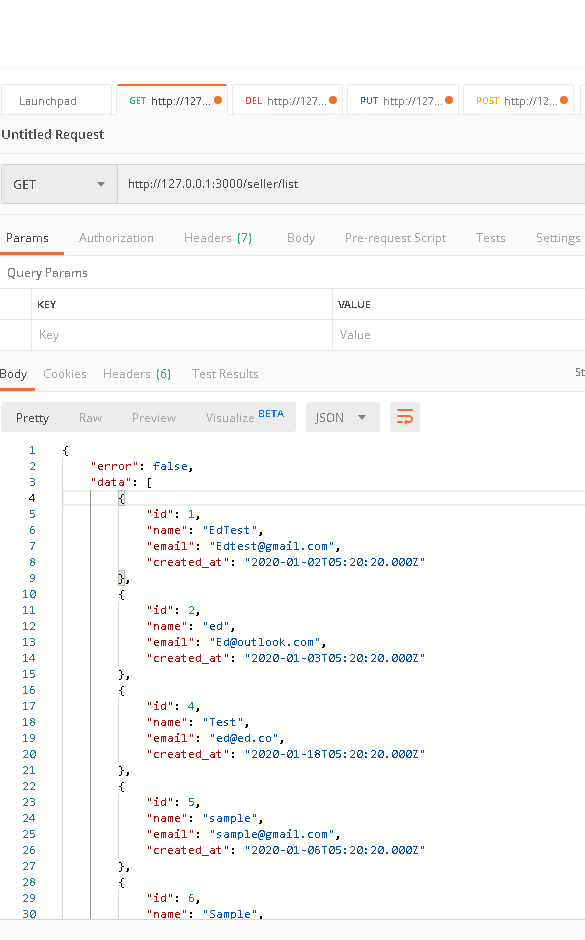 Launchpad GET http://127... DEL http://127... PUT http://127... POST http://12...
Untitled Request
GET http://127.0.0.1:3000/seller/list
Params Authorization Headers (7) Body Pre-request Script Tests Settings
Query Params
KEY VALUE
Key Value
Body Cookies Headers (6) Test Results St
Pretty Raw Preview Visualize BETA JSON
1 {
2 "error": false,
3 "data": [
4 {
5 "id": 1,
6 "name": "EdTest",
7 "email": "Edtest@gmail.com",
8 "created_at": "2020-01-02T05:20:20.000Z"
9 },
10 {
11 "id": 2,
12 "name": "ed",
13 "email": "Ed@outlook.com",
14 "created_at": "2020-01-03T05:20:20.000Z"
15 },
16 {
17 "id": 4,
18 "name": "Test",
19 "email": "ed@ed.co",
20 "created_at": "2020-01-18T05:20:20.000Z"
21 },
22 {
23 "id": 5,
24 "name": "sample",
25 "email": "sample@gmail.com",
26 "created_at": "2020-01-06T05:20:20.000Z"
27 },
28 {
29 "id": 6,
30 "name": "Sample",